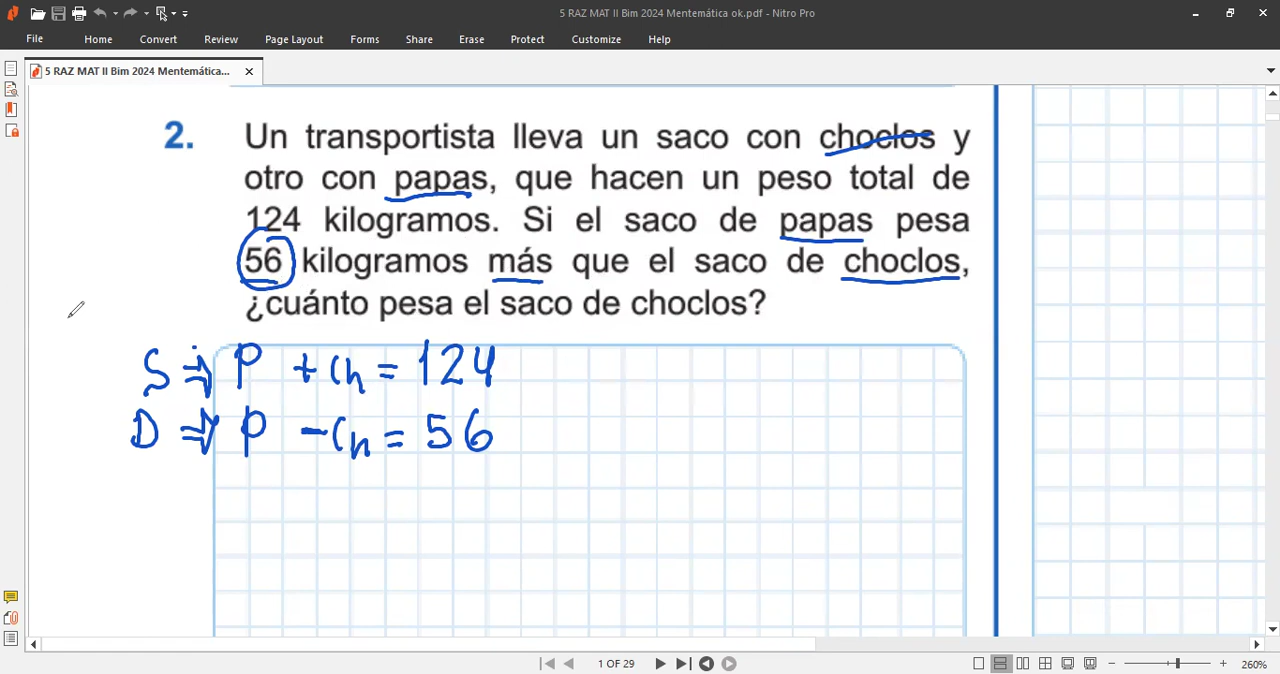 5 RAZ MAT II Bim 2024 Mentemática ok.pdf - Nitro Pro
File Home Convert Review Page Layout Forms Share Erase Protect Customize Help
5 RAZ MAT II Bim 2024 Mentemática...
2. Un transportista lleva un saco con choclos y
otro con papas, que hacen un peso total de
124 kilogramos. Si el saco de papas pesa
56 kilogramos más que el saco de choclos,
¿cuánto pesa el saco de choclos?
S ⇒ P + Ch = 124
D ⇒ P - Ch = 56
1 OF 29
260%